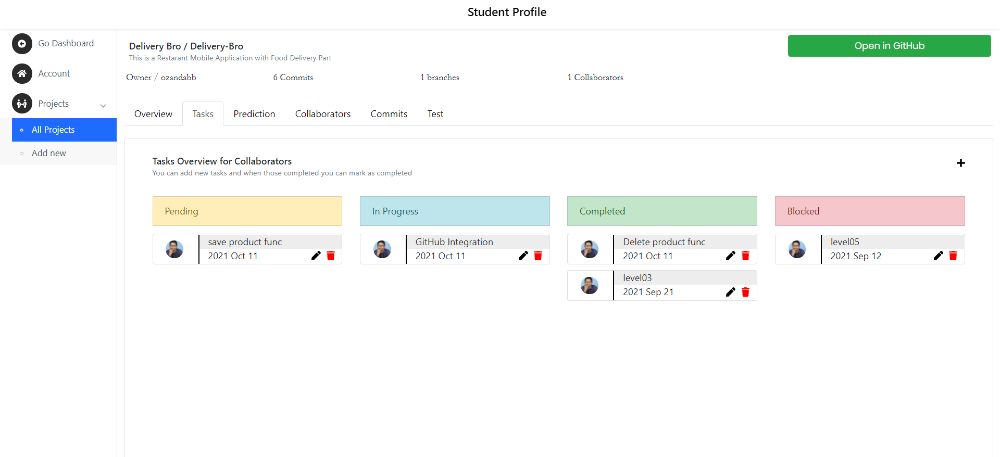 Student Profile
Go Dashboard
Account
Projects
All Projects
Add new
Delivery Bro / Delivery-Bro
This is a Restarant Mobile Application with Food Delivery Part
Open in GitHub
Owner / ozandabb
6 Commits
1 branches
1 Collaborators
Overview
Tasks
Prediction
Collaborators
Commits
Test
Tasks Overview for Collaborators
You can add new tasks and when those completed you can mark as completed
Pending
save product func
2021 Oct 11
In Progress
GitHub Integration
2021 Oct 11
Completed
Delete product func
2021 Oct 11
level03
2021 Sep 21
Blocked
level05
2021 Sep 12